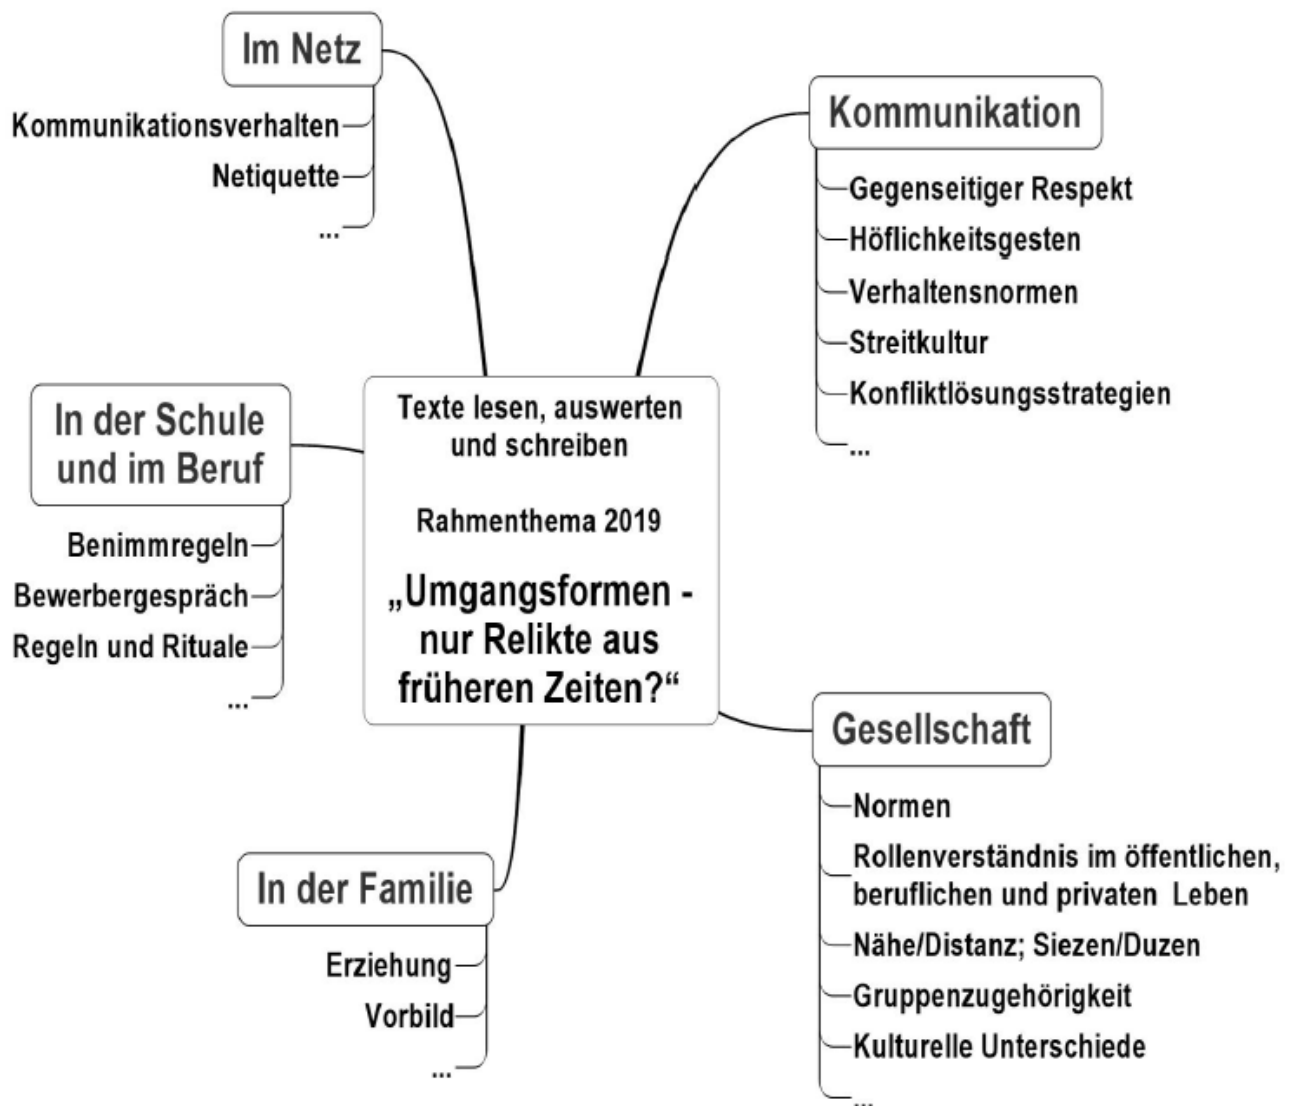 Im Netz
Kommunikationsverhalten
Netiquette
...
Kommunikation
Gegenseitiger Respekt
Höflichkeitsgesten
Verhaltensnormen
Streitkultur
Konfliktlösungsstrategien
...
In der Schule
und im Beruf
Benimmregeln
Bewerbergespräch
Regeln und Rituale
...
Texte lesen, auswerten
und schreiben
Rahmenthema 2019
„Umgangsformen -
nur Relikte aus
früheren Zeiten?“
Gesellschaft
Normen
Rollenverständnis im öffentlichen,
beruflichen und privaten Leben
Nähe/Distanz; Siezen/Duzen
Gruppenzugehörigkeit
Kulturelle Unterschiede
...
In der Familie
Erziehung
Vorbild
...